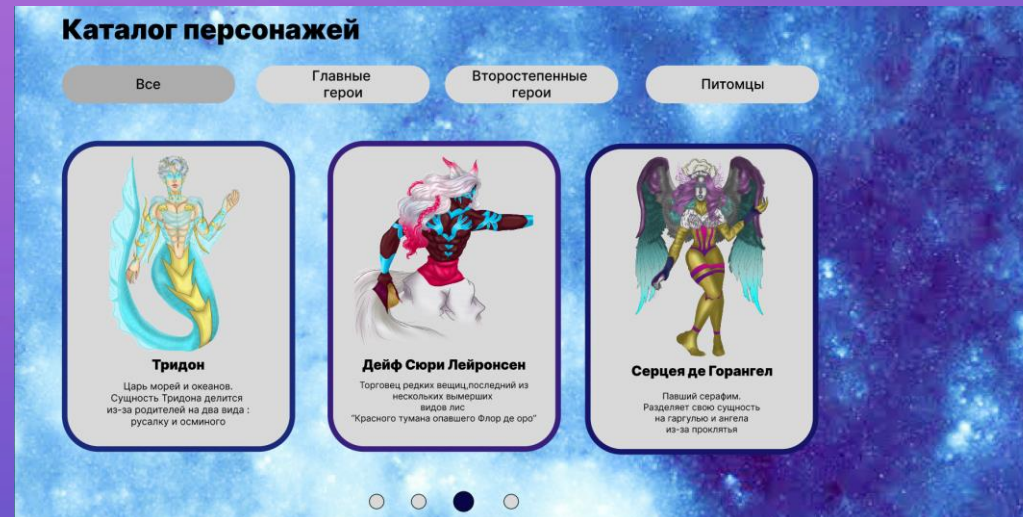 Каталог персонажей
Все
Главные
герои
Второстепенные
герои
Питомцы
Тридон
Царь морей и океанов.
Сущность Тридона делится
из-за родителей на два вида :
русалку и осминого
Дейф Сюри Лейронсен
Торговец редких вещиц,последний из
нескольких вымерших
видов лис
"Красного тумана опавшего Флор де оро"
Серцея де Горангел
Павший серафим.
Разделяет свою сущность
на гаргулью и ангела
из-за проклятья